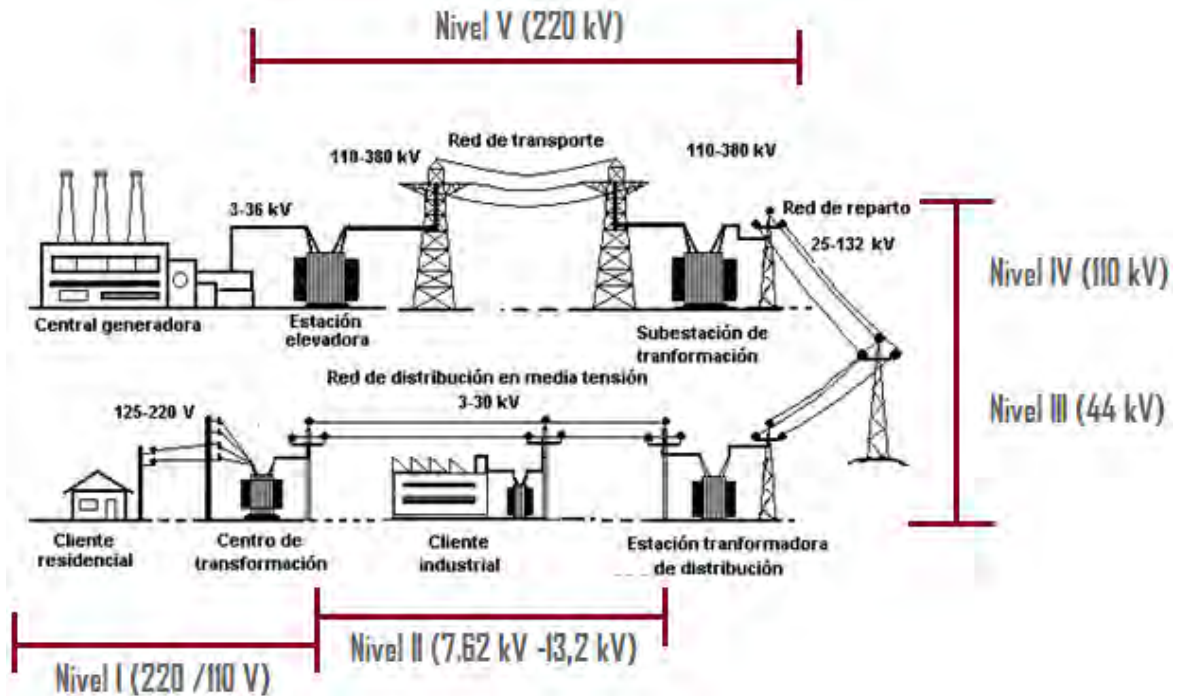 Nivel V (220 kV)
Red de transporte
110-380 kV
110-380 kV
3-36 kV
Red de reparto
25-132 kV
Nivel IV (110 kV)
Central generadora
Estación
elevadora
Subestación de
tranformación
Nivel III (44 kV)
Red de distribución en media tensión
3-30 kV
125-220 V
Cliente
residencial
Centro de
transformación
Cliente
industrial
Estación tranformadora
de distribución
Nivel II (7.62 kV -13,2 kV)
Nivel I (220 /110 V)